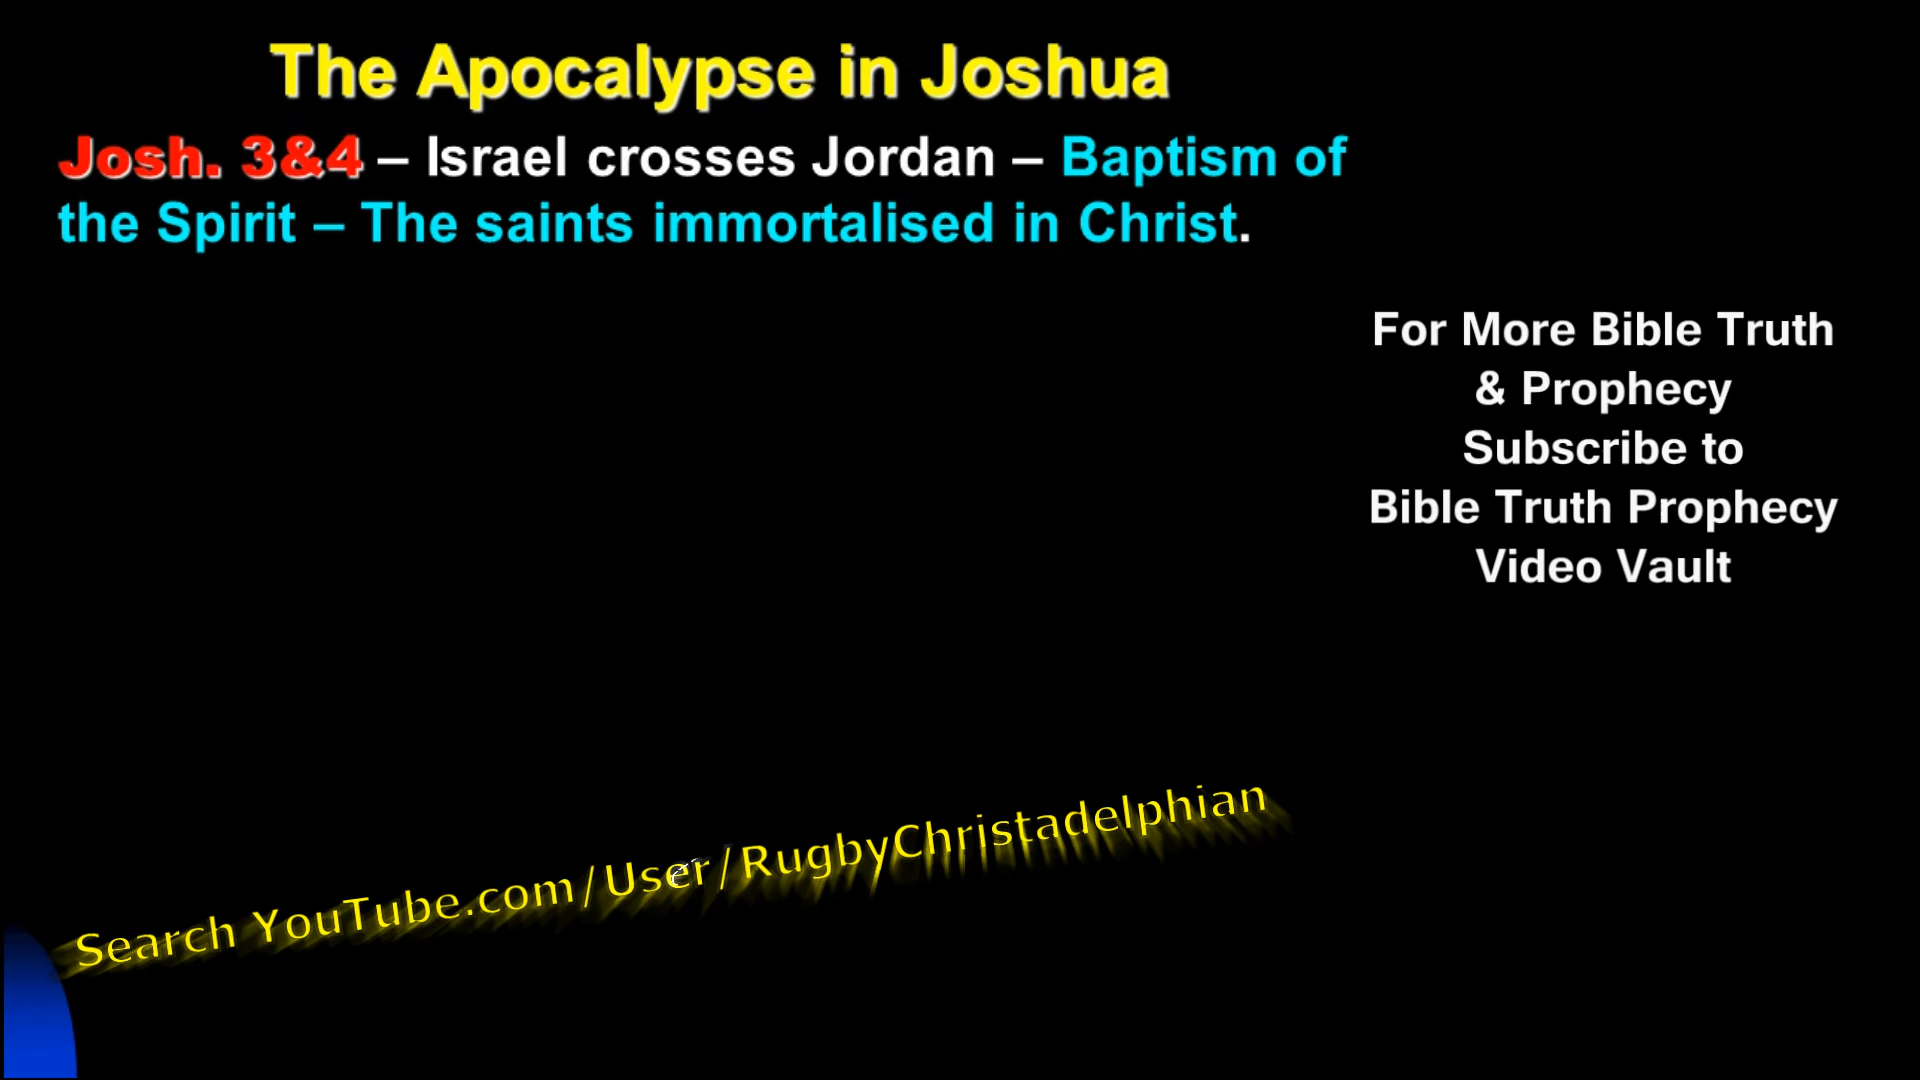 The Apocalypse in Joshua
Josh. 3&4 – Israel crosses Jordan – Baptism of
the Spirit – The saints immortalised in Christ.
For More Bible Truth
& Prophecy
Subscribe to
Bible Truth Prophecy
Video Vault
Search YouTube.com/User/RugbyChristadelphian